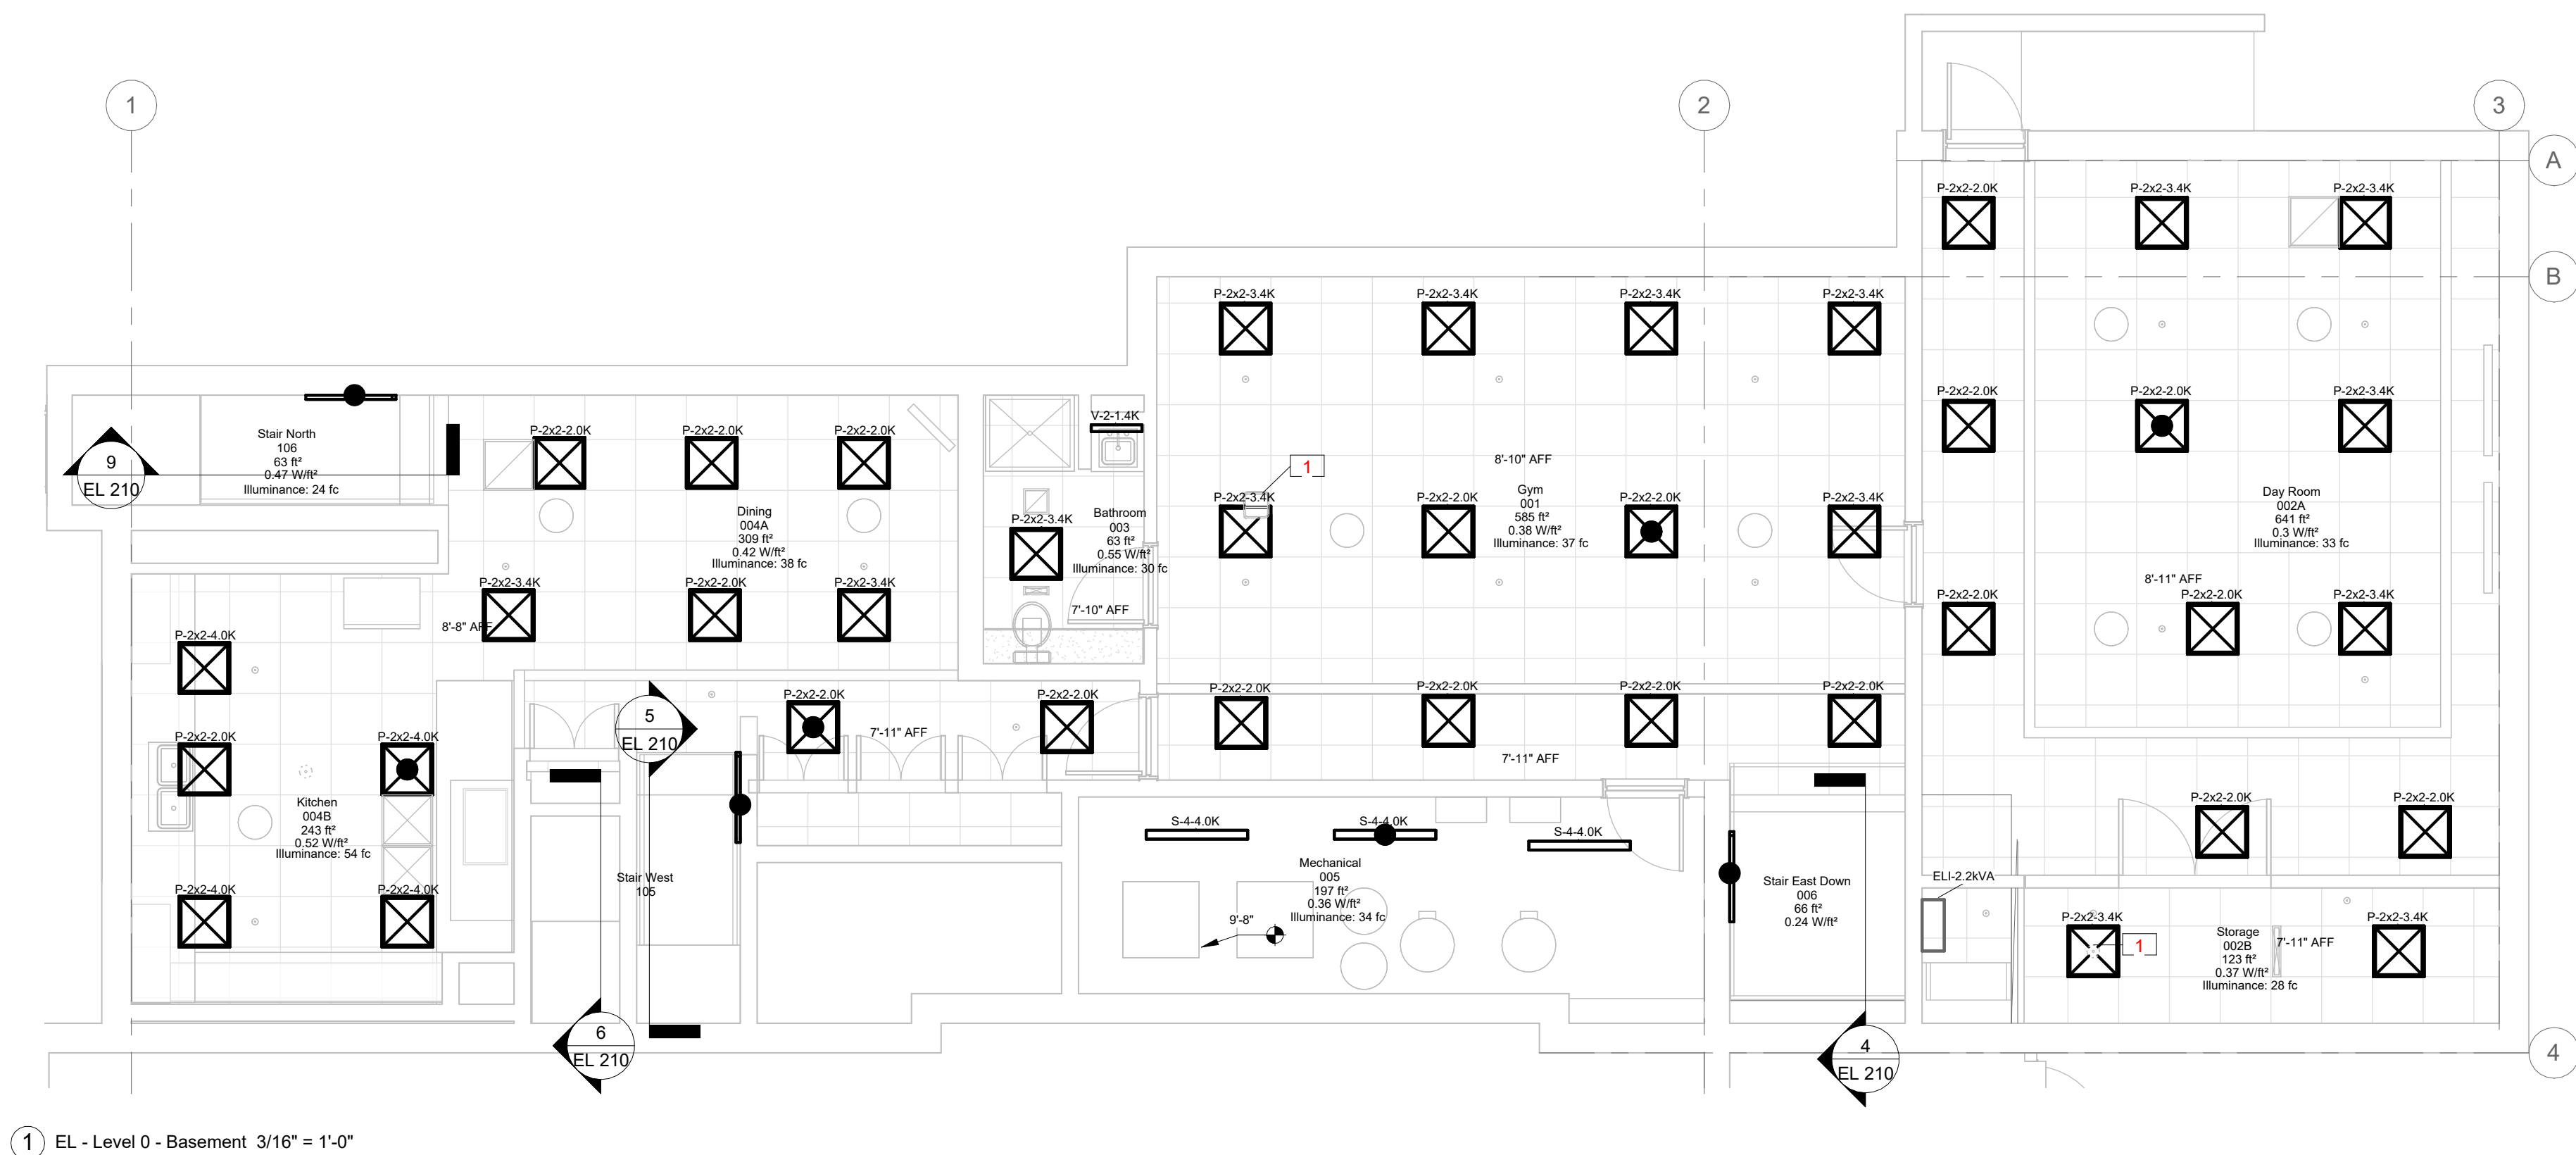 1
2
3
A
P-2x2-2.0K
P-2x2-3.4K
P-2x2-3.4K
B
P-2x2-3.4K
P-2x2-3.4K
P-2x2-3.4K
P-2x2-3.4K
P-2x2-2.0K
P-2x2-2.0K
P-2x2-3.4K
V-2-1.4K
P-2x2-2.0K
P-2x2-2.0K
P-2x2-2.0K
Stair North
106
63 ft²
0.47 W/ft²
Illuminance: 24 fc
9
EL 210
8'-10" AFF
1
P-2x2-3.4K
P-2x2-2.0K
P-2x2-2.0K
P-2x2-3.4K
Gym
001
585 ft²
0.38 W/ft²
Illuminance: 37 fc
Day Room
002A
641 ft²
0.3 W/ft²
Illuminance: 33 fc
Dining
004A
309 ft²
0.42 W/ft²
Illuminance: 38 fc
P-2x2-3.4K
Bathroom
003
63 ft²
0.55 W/ft²
Illuminance: 30 fc
7'-10" AFF
P-2x2-3.4K
P-2x2-2.0K
P-2x2-3.4K
8'-8" AFF
8'-11" AFF
P-2x2-2.0K
P-2x2-2.0K
P-2x2-3.4K
P-2x2-4.0K
P-2x2-2.0K
P-2x2-2.0K
P-2x2-2.0K
P-2x2-2.0K
P-2x2-2.0K
P-2x2-2.0K
5
EL 210
7'-11" AFF
7'-11" AFF
P-2x2-2.0K
P-2x2-4.0K
Kitchen
004B
243 ft²
0.52 W/ft²
Illuminance: 54 fc
P-2x2-2.0K
P-2x2-2.0K
S-4-4.0K
S-4-4.0K
S-4-4.0K
Mechanical
005
197 ft²
0.36 W/ft²
Illuminance: 34 fc
9'-8"
Stair West
105
Stair East Down
006
66 ft²
0.24 W/ft²
ELI-2.2kVA
P-2x2-4.0K
P-2x2-4.0K
P-2x2-3.4K
P-2x2-3.4K
1
Storage
002B
123 ft²
0.37 W/ft²
Illuminance: 28 fc
7'-11" AFF
6
EL 210
4
EL 210
4
1
EL - Level 0 - Basement 3/16" = 1'-0"